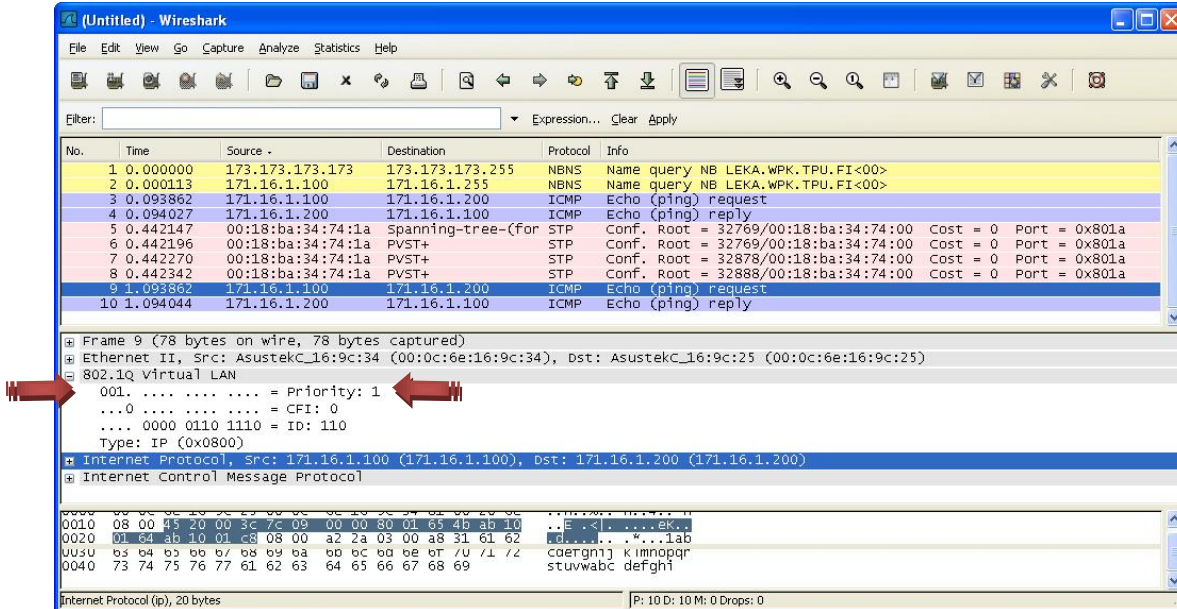 (Untitled) - Wireshark
File Edit View Go Capture Analyze Statistics Help
Filter: Expression... Clear Apply
No. Time Source Destination Protocol Info
1 0.000000 173.173.173.173 173.173.173.255 NBNS Name query NB LEKA.WPK.TPU.FI<00>
2 0.000113 171.16.1.100 171.16.1.255 NBNS Name query NB LEKA.WPK.TPU.FI<00>
3 0.093862 171.16.1.100 171.16.1.200 ICMP Echo (ping) request
4 0.094027 171.16.1.200 171.16.1.100 ICMP Echo (ping) reply
5 0.442147 00:18:ba:34:74:1a Spanning-tree-(for STP Conf. Root = 32769/00:18:ba:34:74:00 Cost = 0 Port = 0x801a
6 0.442196 00:18:ba:34:74:1a PVST+ STP Conf. Root = 32769/00:18:ba:34:74:00 Cost = 0 Port = 0x801a
7 0.442270 00:18:ba:34:74:1a PVST+ STP Conf. Root = 32878/00:18:ba:34:74:00 Cost = 0 Port = 0x801a
8 0.442342 00:18:ba:34:74:1a PVST+ STP Conf. Root = 32888/00:18:ba:34:74:00 Cost = 0 Port = 0x801a
9 1.093862 171.16.1.100 171.16.1.200 ICMP Echo (ping) request
10 1.094044 171.16.1.200 171.16.1.100 ICMP Echo (ping) reply
Frame 9 (78 bytes on wire, 78 bytes captured)
Ethernet II, Src: AsustekC_16:9c:34 (00:0c:6e:16:9c:34), Dst: AsustekC_16:9c:25 (00:0c:6e:16:9c:25)
802.1Q Virtual LAN
001. .... .... .... = Priority: 1
...0 .... .... .... = CFI: 0
.... 0000 0110 1110 = ID: 110
Type: IP (0x0800)
Internet Protocol, Src: 171.16.1.100 (171.16.1.100), Dst: 171.16.1.200 (171.16.1.200)
Internet Control Message Protocol
0010 08 00 45 20 00 3c 7c 09 00 00 80 01 65 4b ab 10 ..E .<|. ....eK..
0020 01 64 ab 10 01 c8 08 00 a2 2a 03 00 a8 31 61 62 .d...... .*...1ab
0030 63 64 65 66 67 68 69 6a 6b 6c 6d 6e 6f 70 71 72 cdefghij klmnopqr
0040 73 74 75 76 77 61 62 63 64 65 66 67 68 69 stuvwabc defghi
Internet Protocol (ip), 20 bytes P: 10 D: 10 M: 0 Drops: 0